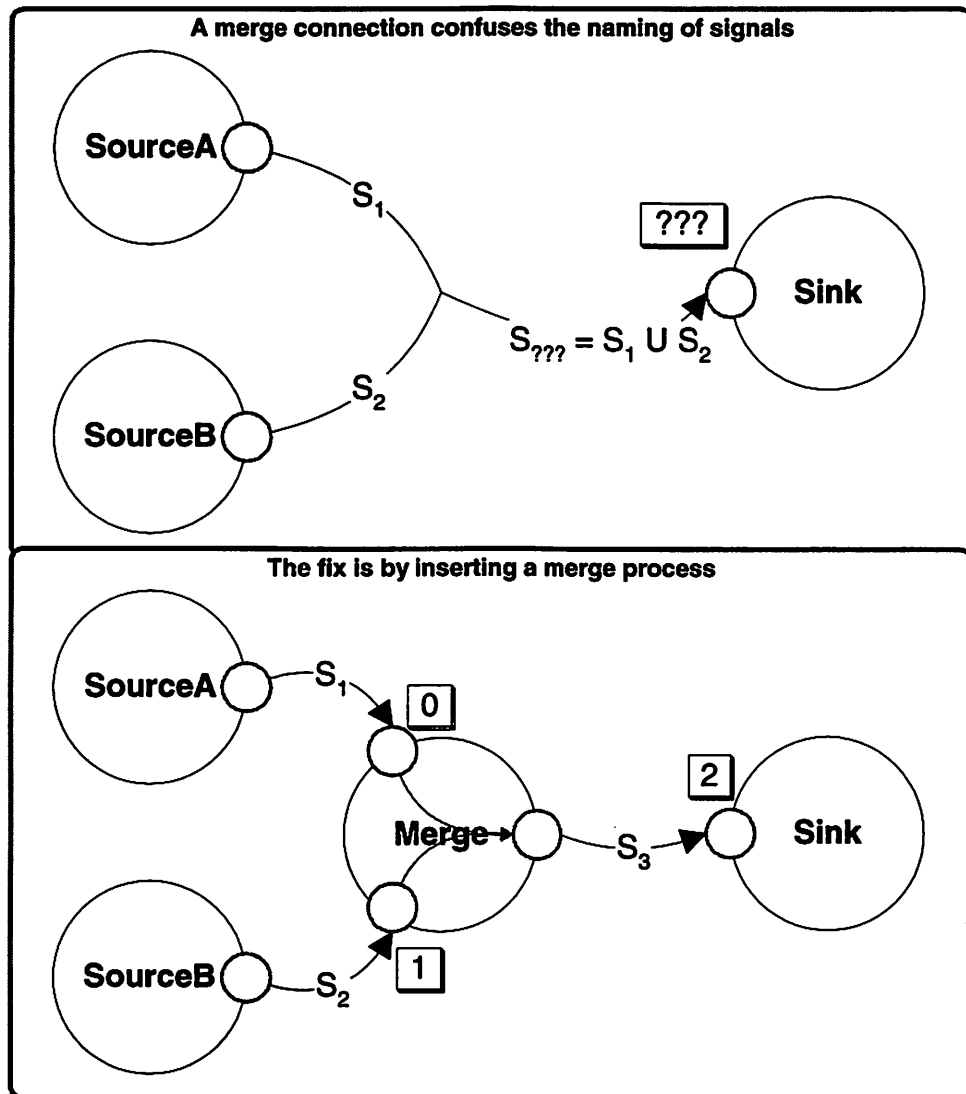 A merge connection confuses the naming of signals
SourceA
S1
???
Sink
S??? = S1 U S2
S2
SourceB
The fix is by inserting a merge process
SourceA
S1
0
2
Merge
S3
Sink
1
SourceB
S2